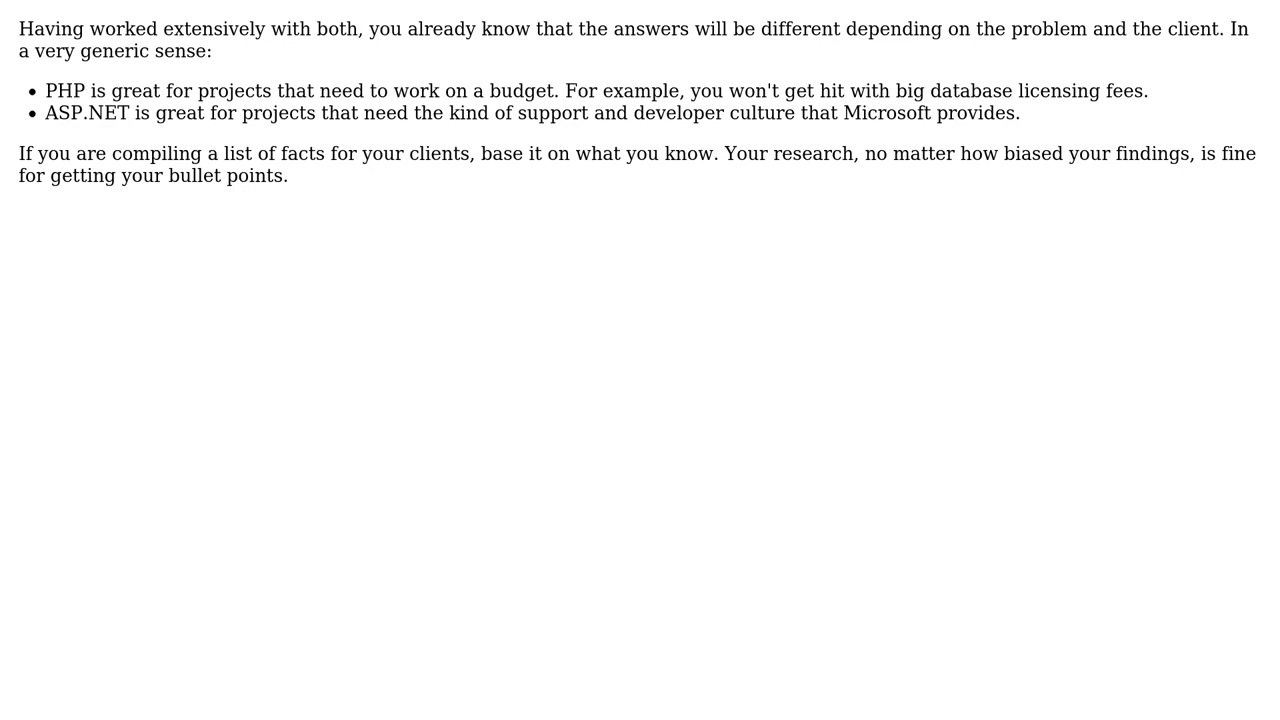 Having worked extensively with both, you already know that the answers will be different depending on the problem and the client. In
a very generic sense:
• PHP is great for projects that need to work on a budget. For example, you won't get hit with big database licensing fees.
• ASP.NET is great for projects that need the kind of support and developer culture that Microsoft provides.
If you are compiling a list of facts for your clients, base it on what you know. Your research, no matter how biased your findings, is fine
for getting your bullet points.